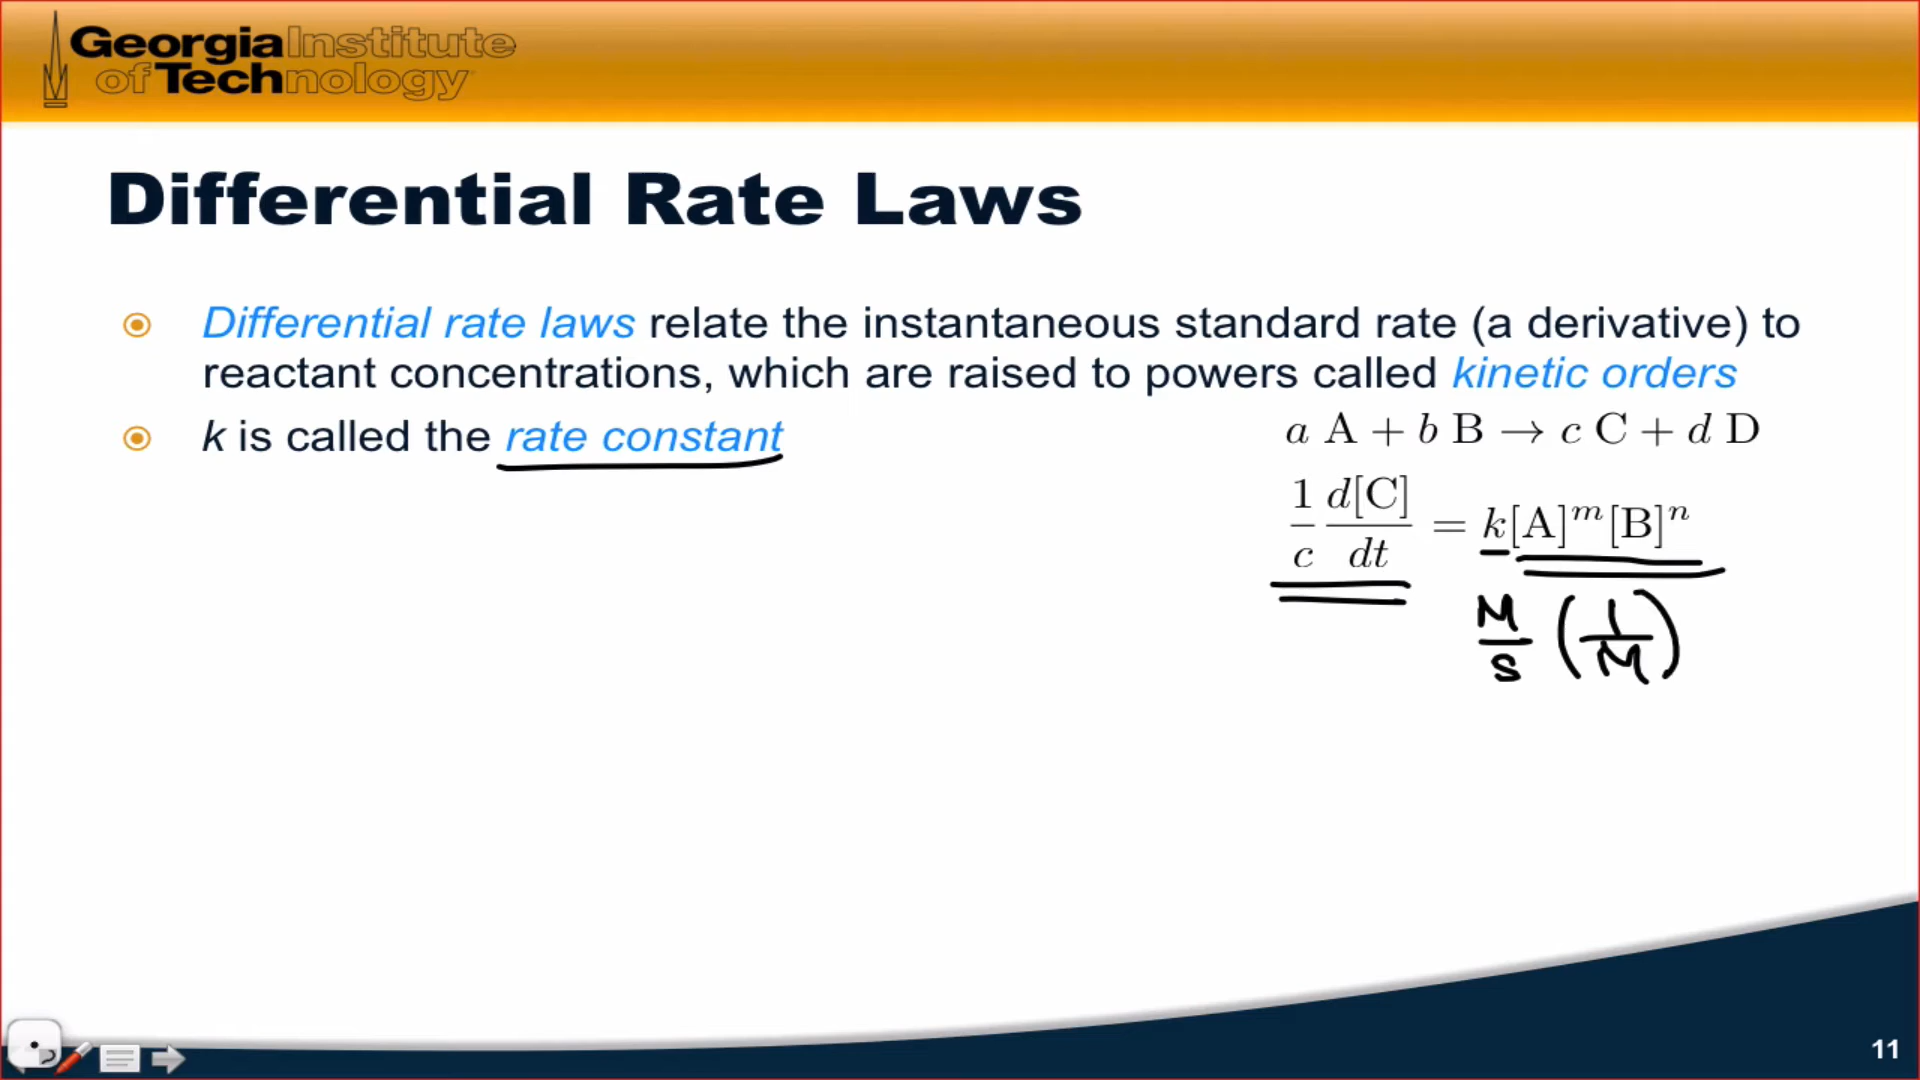 Georgia Institute
of Technology
Differential Rate Laws
Differential rate laws relate the instantaneous standard rate (a derivative) to
reactant concentrations, which are raised to powers called kinetic orders
k is called the rate constant
a A + b B → c C + d D
1/c d[C]/dt = k[A]^m[B]^n
M/s (1/M)
11